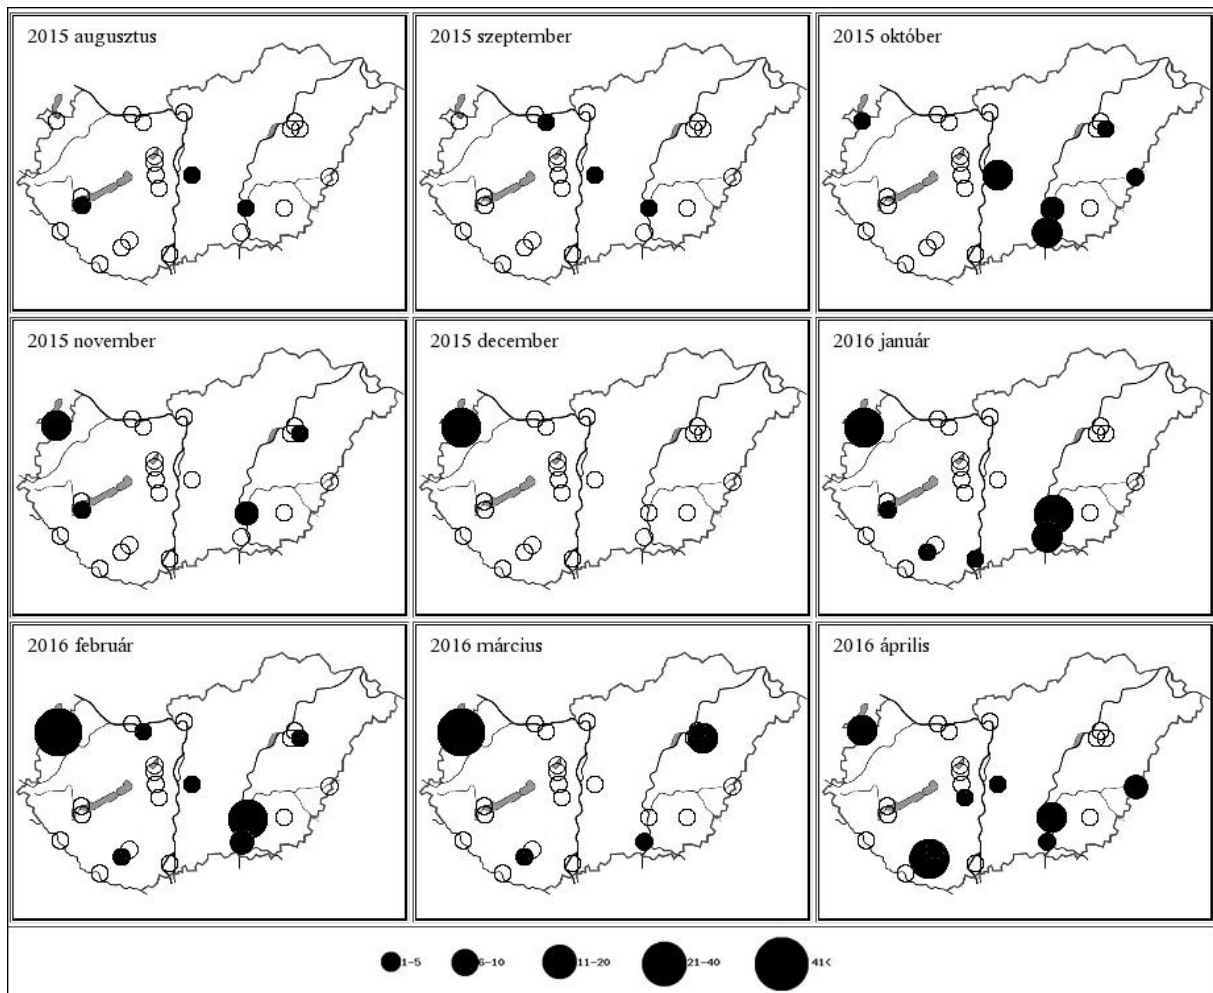 2015 augusztus
2015 szeptember
2015 október
2015 november
2015 december
2016 január
2016 február
2016 március
2016 április
1-5
6-10
11-20
21-40
41<